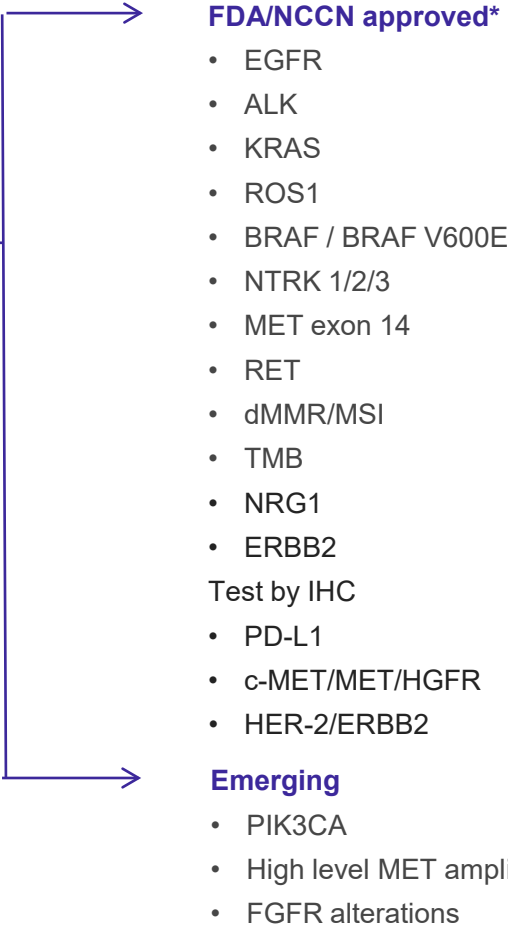 FDA/NCCN approved*
• EGFR
• ALK
• KRAS
• ROS1
• BRAF / BRAF V600E
• NTRK 1/2/3
• MET exon 14
• RET
• dMMR/MSI
• TMB
• NRG1
• ERBB2
Test by IHC
• PD-L1
• c-MET/MET/HGFR
• HER-2/ERBB2
Emerging
• PIK3CA
• High level MET ampli
• FGFR alterations